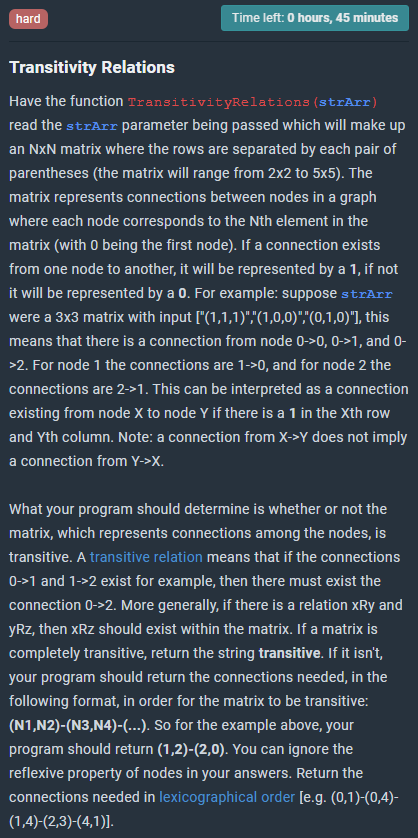 hard
Time left: 0 hours, 45 minutes
Transitivity Relations
Have the function TransitivityRelations(strArr)
read the strArr parameter being passed which will make up
an NxN matrix where the rows are separated by each pair of
parentheses (the matrix will range from 2x2 to 5x5). The
matrix represents connections between nodes in a graph
where each node corresponds to the Nth element in the
matrix (with 0 being the first node). If a connection exists
from one node to another, it will be represented by a 1, if not
it will be represented by a 0. For example: suppose strArr
were a 3x3 matrix with input ["(1,1,1)","(1,0,0)","(0,1,0)"], this
means that there is a connection from node 0->0, 0->1, and 0-
>2. For node 1 the connections are 1->0, and for node 2 the
connections are 2->1. This can be interpreted as a connection
existing from node X to node Y if there is a 1 in the Xth row
and Yth column. Note: a connection from X->Y does not imply
a connection from Y->X.
What your program should determine is whether or not the
matrix, which represents connections among the nodes, is
transitive. A transitive relation means that if the connections
0->1 and 1->2 exist for example, then there must exist the
connection 0->2. More generally, if there is a relation xRy and
yRz, then xRz should exist within the matrix. If a matrix is
completely transitive, return the string transitive. If it isn't,
your program should return the connections needed, in the
following format, in order for the matrix to be transitive:
(N1,N2)-(N3,N4)-(...). So for the example above, your
program should return (1,2)-(2,0). You can ignore the
reflexive property of nodes in your answers. Return the
connections needed in lexicographical order [e.g. (0,1)-(0,4)-
(1,4)-(2,3)-(4,1)].